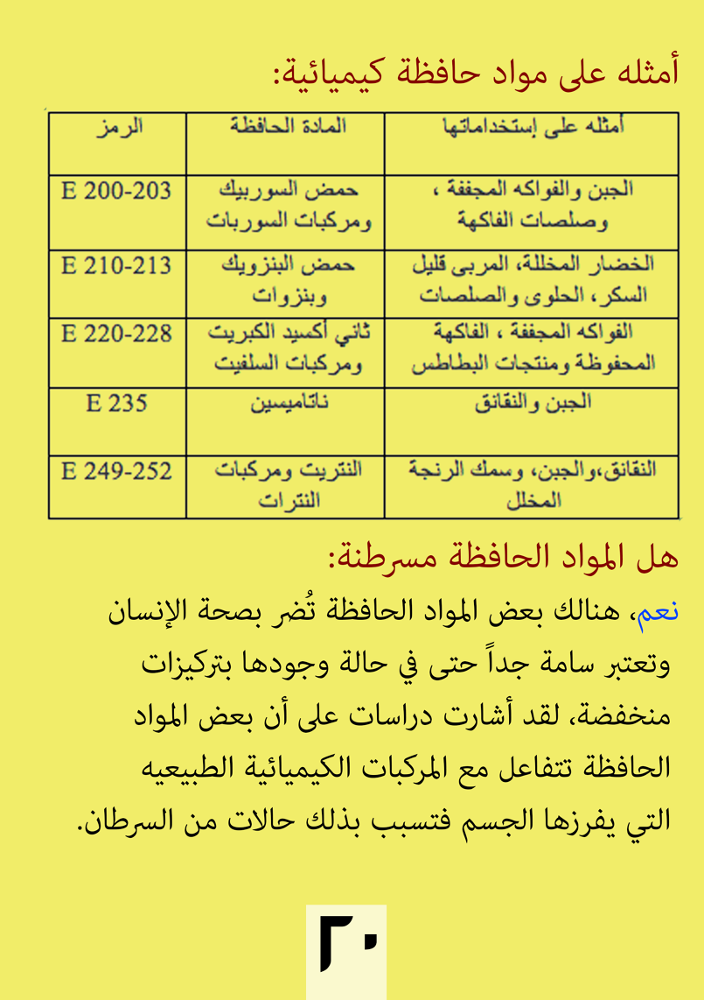 أمثله على مواد حافظة كيميائية:
أمثله على إستخداماتها المادة الحافظة الرمز
الجبن والفواكه المجففة ، حمض السوربيك E 200-203
وصلصات الفاكهة ومركبات السوربات
الخضار المخللة، المربى قليل حمض البنزويك E 210-213
السكر، الحلوى والصلصات وبنزوات
الفواكه المجففة ، الفاكهة ثاني أكسيد الكبريت E 220-228
المحفوظة ومنتجات البطاطس ومركبات السلفيت
الجبن والنقانق ناتاميسين E 235
النقانق،والجبن، وسمك الرنجة النتريت ومركبات E 249-252
المخلل النترات
هل المواد الحافظة مسرطنة:
نعم، هنالك بعض المواد الحافظة تُضر بصحة الإنسان
وتعتبر سامة جداً حتى في حالة وجودها بتركيزات
منخفضة، لقد أشارت دراسات على أن بعض المواد
الحافظة تتفاعل مع المركبات الكيميائية الطبيعيه
التي يفرزها الجسم فتسبب بذلك حالات من السرطان.
٢٠